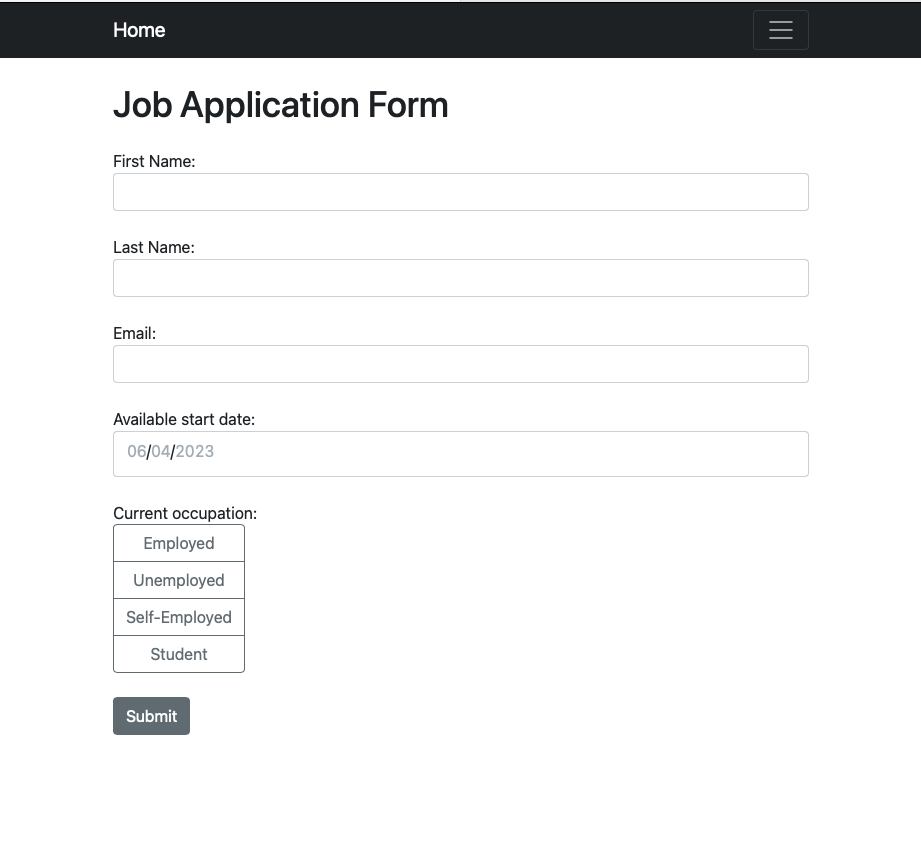 Home
Job Application Form
First Name:
Last Name:
Email:
Available start date:
06/04/2023
Current occupation:
Employed
Unemployed
Self-Employed
Student
Submit